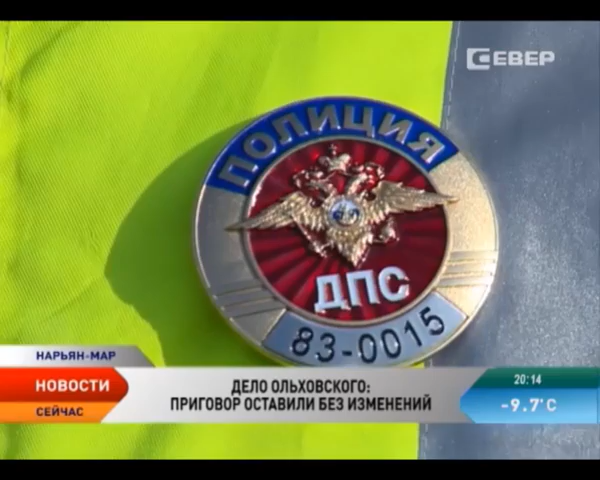 СЕВЕР
ПОЛИЦИЯ
ДПС
83-0015
НАРЬЯН-МАР
НОВОСТИ
СЕЙЧАС
ДЕЛО ОЛЬХОВСКОГО:
ПРИГОВОР ОСТАВИЛИ БЕЗ ИЗМЕНЕНИЙ
20:14
-9.7°C